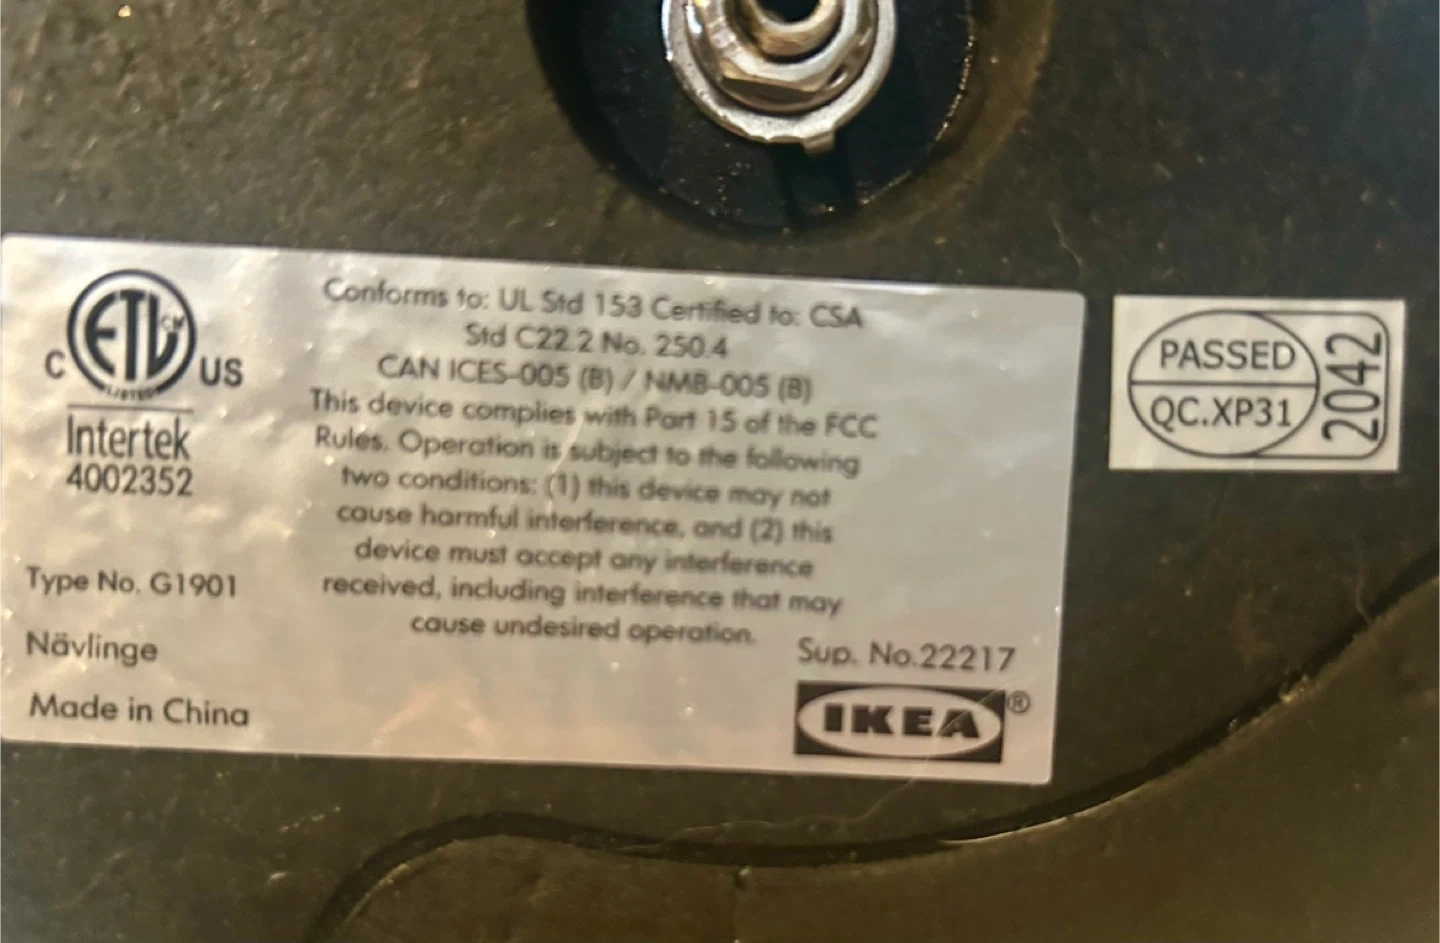 ETL CM
LISTED
C US
Intertek
4002352
Conforms to: UL Std 153 Certified to: CSA
Std C22.2 No. 250.4
CAN ICES-005 (B) / NMB-005 (B)
This device complies with Part 15 of the FCC
Rules. Operation is subject to the following
two conditions: (1) this device may not
cause harmful interference, and (2) this
device must accept any interference
received, including interference that may
cause undesired operation.
Type No. G1901
Nävlinge
Made in China
Sup. No.22217
IKEA®
PASSED
QC.XP31
2042